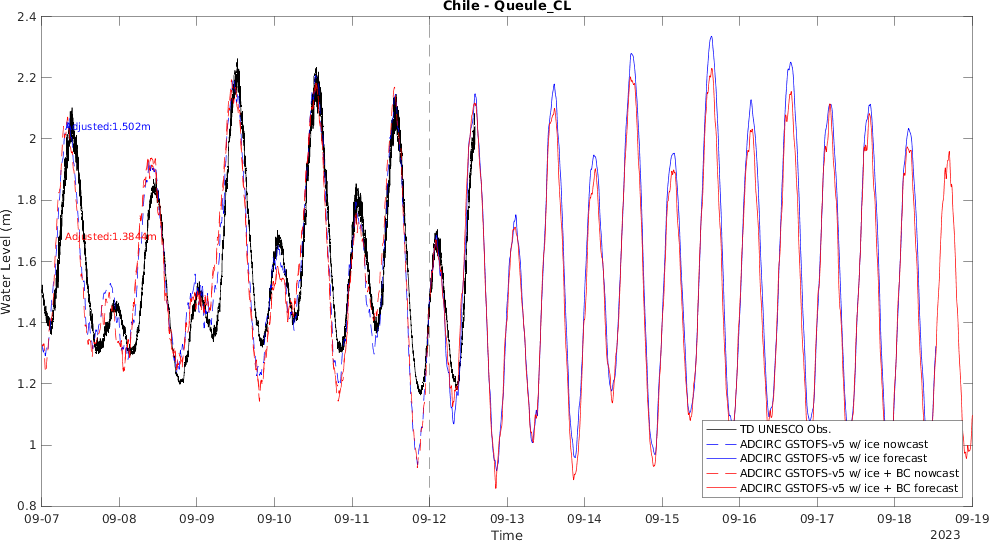 Chile - Queule_CL
2.4
2.2
2
1.8
1.6
1.4
1.2
1
0.8
Water Level (m)
Adjusted:1.502m
Adjusted:1.3844m
TD UNESCO Obs.
ADCIRC GSTOFS-v5 w/ ice nowcast
ADCIRC GSTOFS-v5 w/ ice forecast
ADCIRC GSTOFS-v5 w/ ice + BC nowcast
ADCIRC GSTOFS-v5 w/ ice + BC forecast
09-07 09-08 09-09 09-10 09-11 09-12 09-13 09-14 09-15 09-16 09-17 09-18 09-19
Time
2023